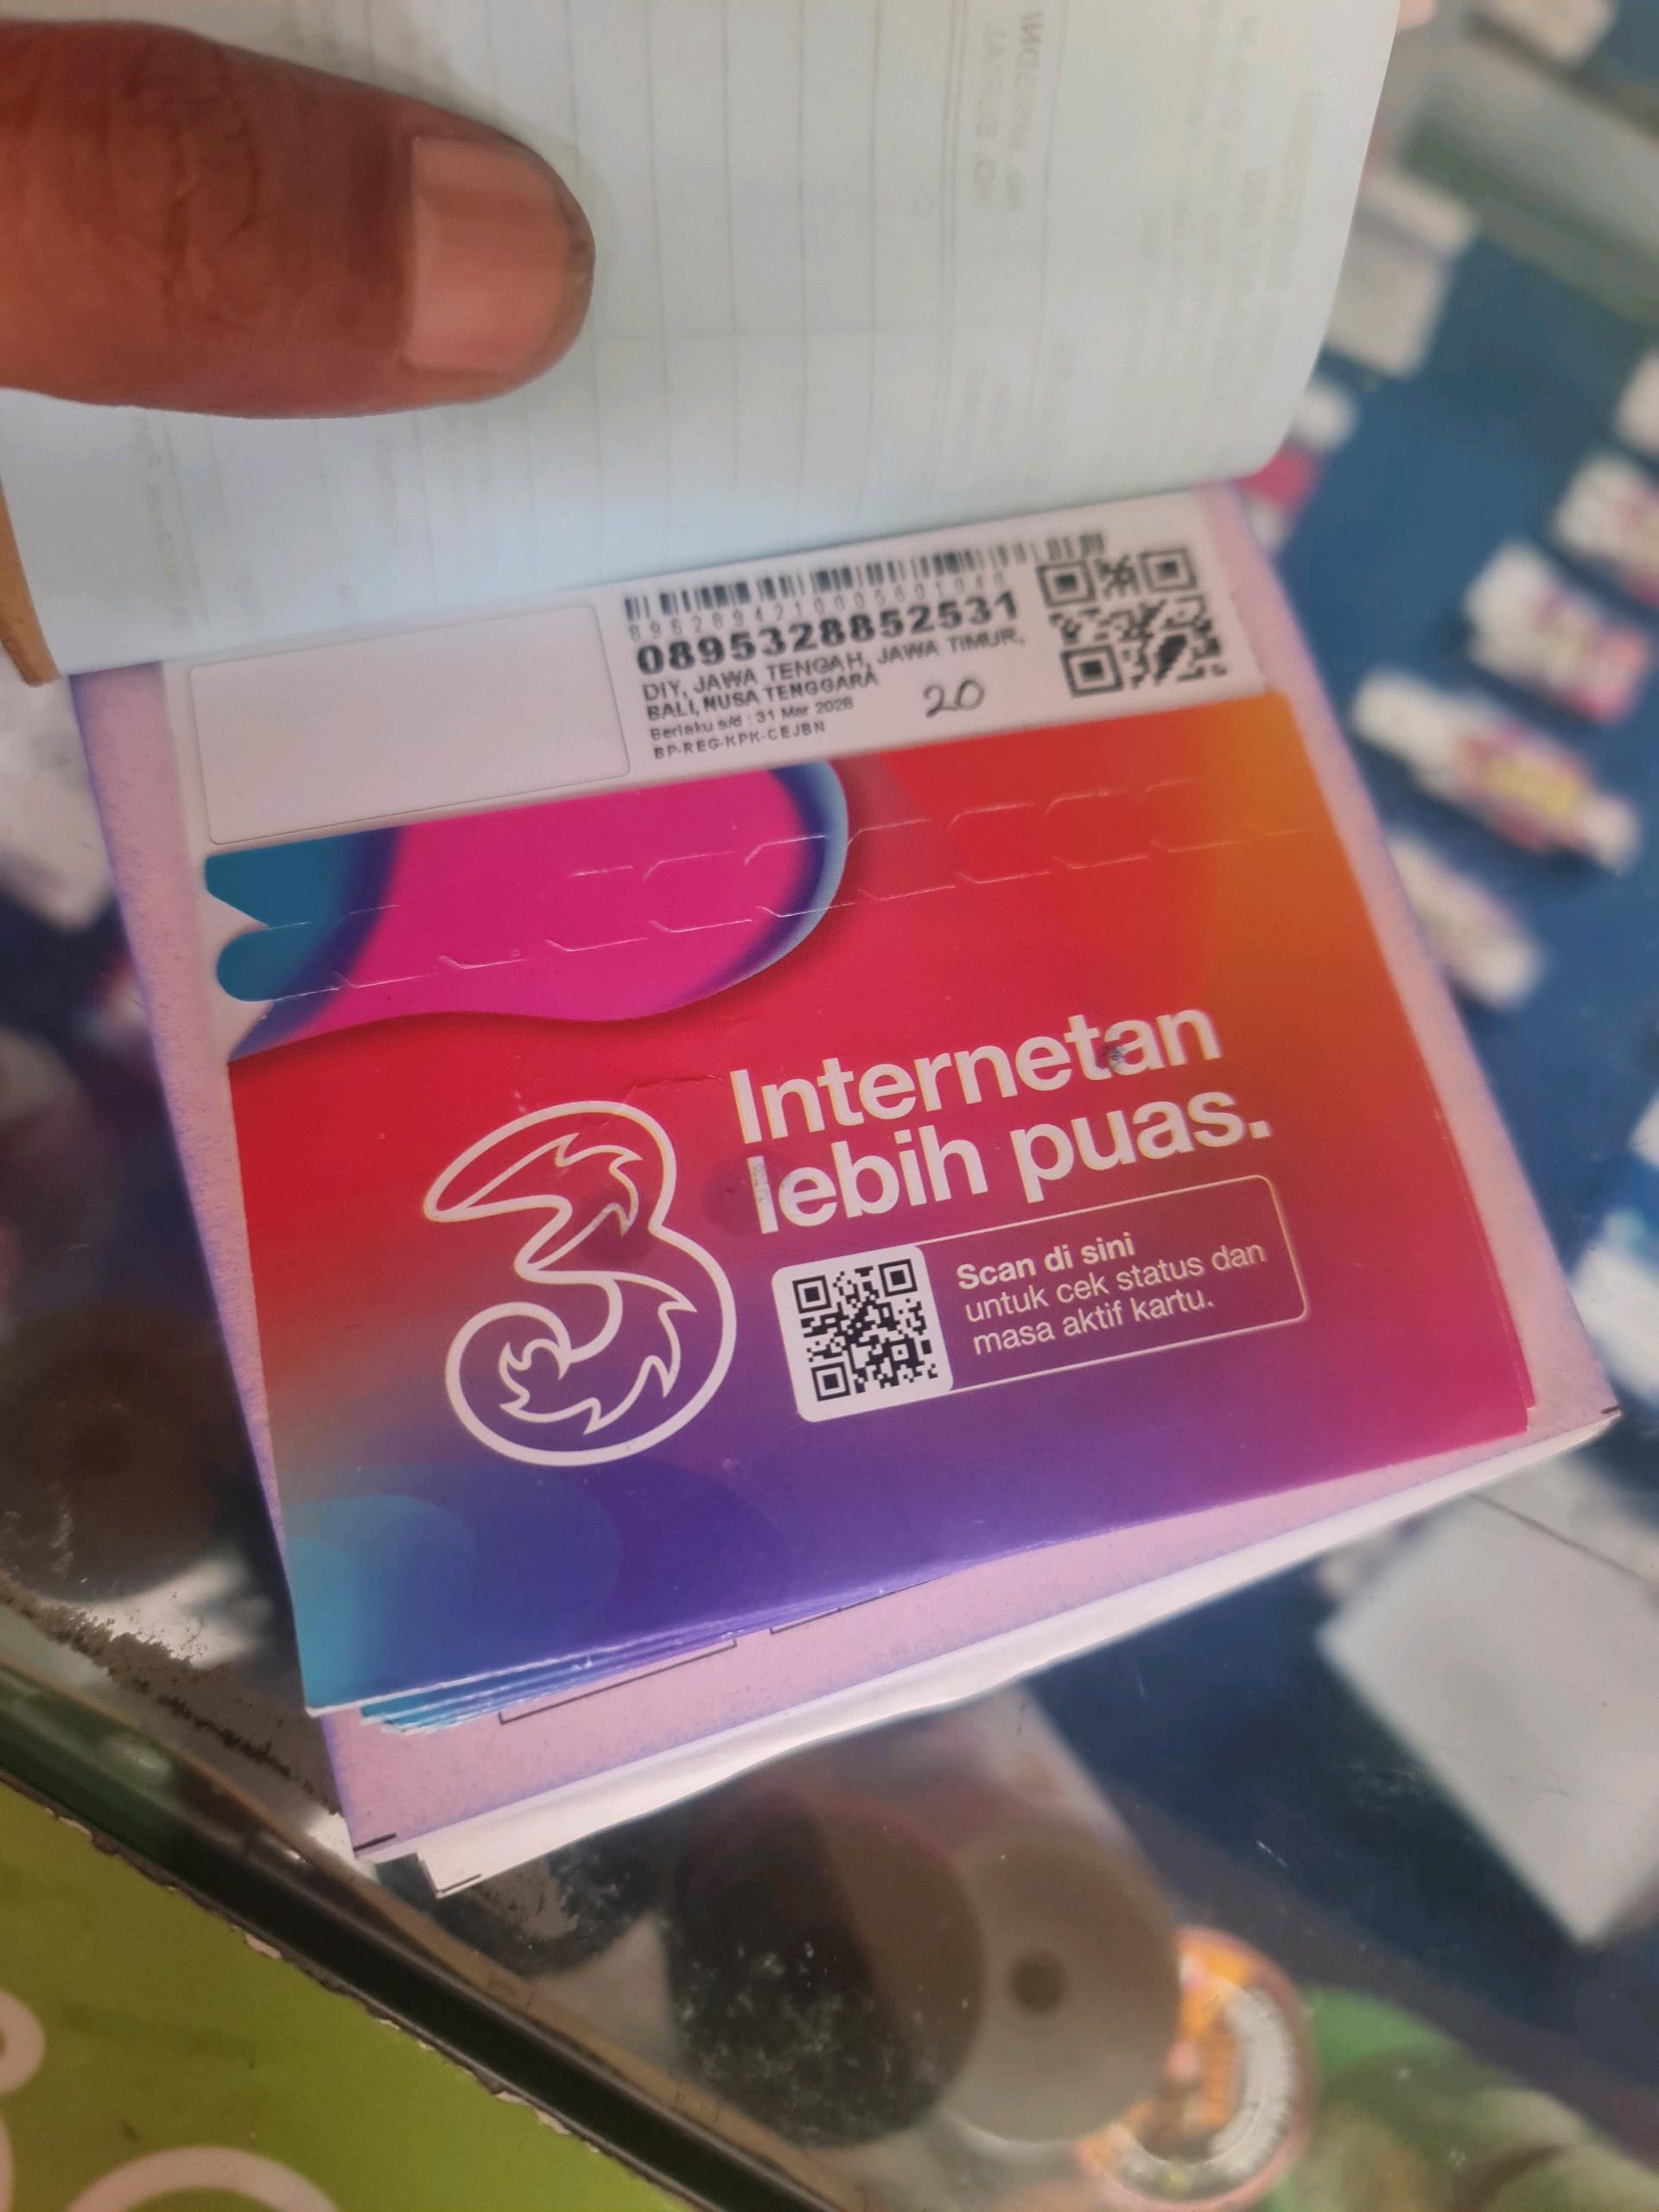 0895328852531
DIY, JAWA TENGAH, JAWA TIMUR,
BALI, NUSA TENGGARA
Berlaku s/d : 31 Mar 2026
BP-REG-KPK-CEJBN
20
Internetan
lebih puas.
Scan di sini
untuk cek status dan
masa aktif kartu.